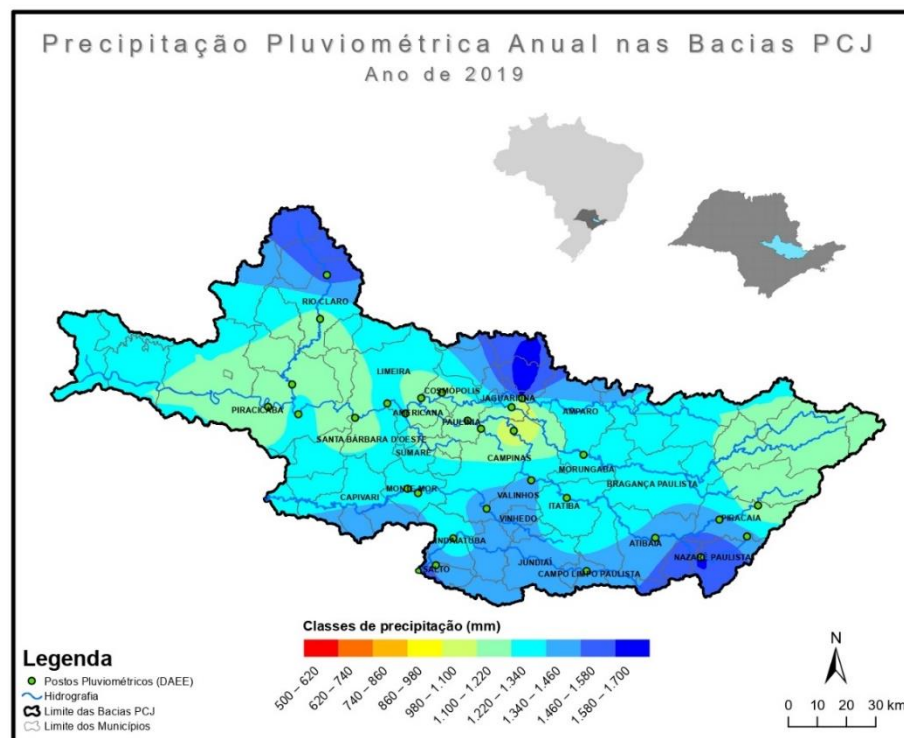 Precipitação Pluviométrica Anual nas Bacias PCJ
Ano de 2019
RIO CLARO
LIMEIRA
COSMÓPOLIS
JAGUARIÚNA
PIRACICABA
AMERICANA
AMPARO
PAULÍNIA
SANTA BÁRBARA D'OESTE
SUMARÉ
CAMPINAS
MORUNGABA
BRAGANÇA PAULISTA
MONTE MOR
CAPIVARI
VALINHOS
ITATIBA
VINHEDO
PIRACAIA
INDAIATUBA
ATIBAIA
JUNDIAÍ
NAZARÉ PAULISTA
SALTO
CAMPO LIMPO PAULISTA
Classes de precipitação (mm)
500 – 620
620 – 740
740 – 860
860 – 980
980 – 1.100
1.100 – 1.220
1.220 – 1.340
1.340 – 1.460
1.460 – 1.580
1.580 – 1.700
Legenda
Postos Pluviométricos (DAEE)
Hidrografia
Limite das Bacias PCJ
Limite dos Municípios
N
0 10 20 30 km